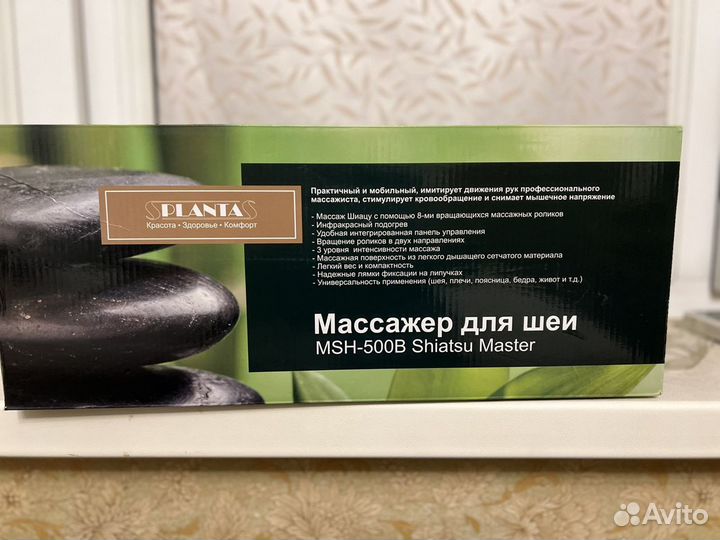 SPLANTAS
Красота • Здоровье • Комфорт
Практичный и мобильный, имитирует движения рук профессионального
массажиста, стимулирует кровообращение и снимает мышечное напряжение
- Массаж Шиацу с помощью 8-ми вращающихся массажных роликов
- Инфракрасный подогрев
- Удобная интегрированная панель управления
- Вращение роликов в двух направлениях
- 3 уровня интенсивности массажа
- Массажная поверхность из легкого дышащего сетчатого материала
- Легкий вес и компактность
- Надежные лямки фиксации на липучках
- Универсальность применения (шея, плечи, поясница, бедра, живот и т.д.)
Массажер для шеи
MSH-500B Shiatsu Master
Avito